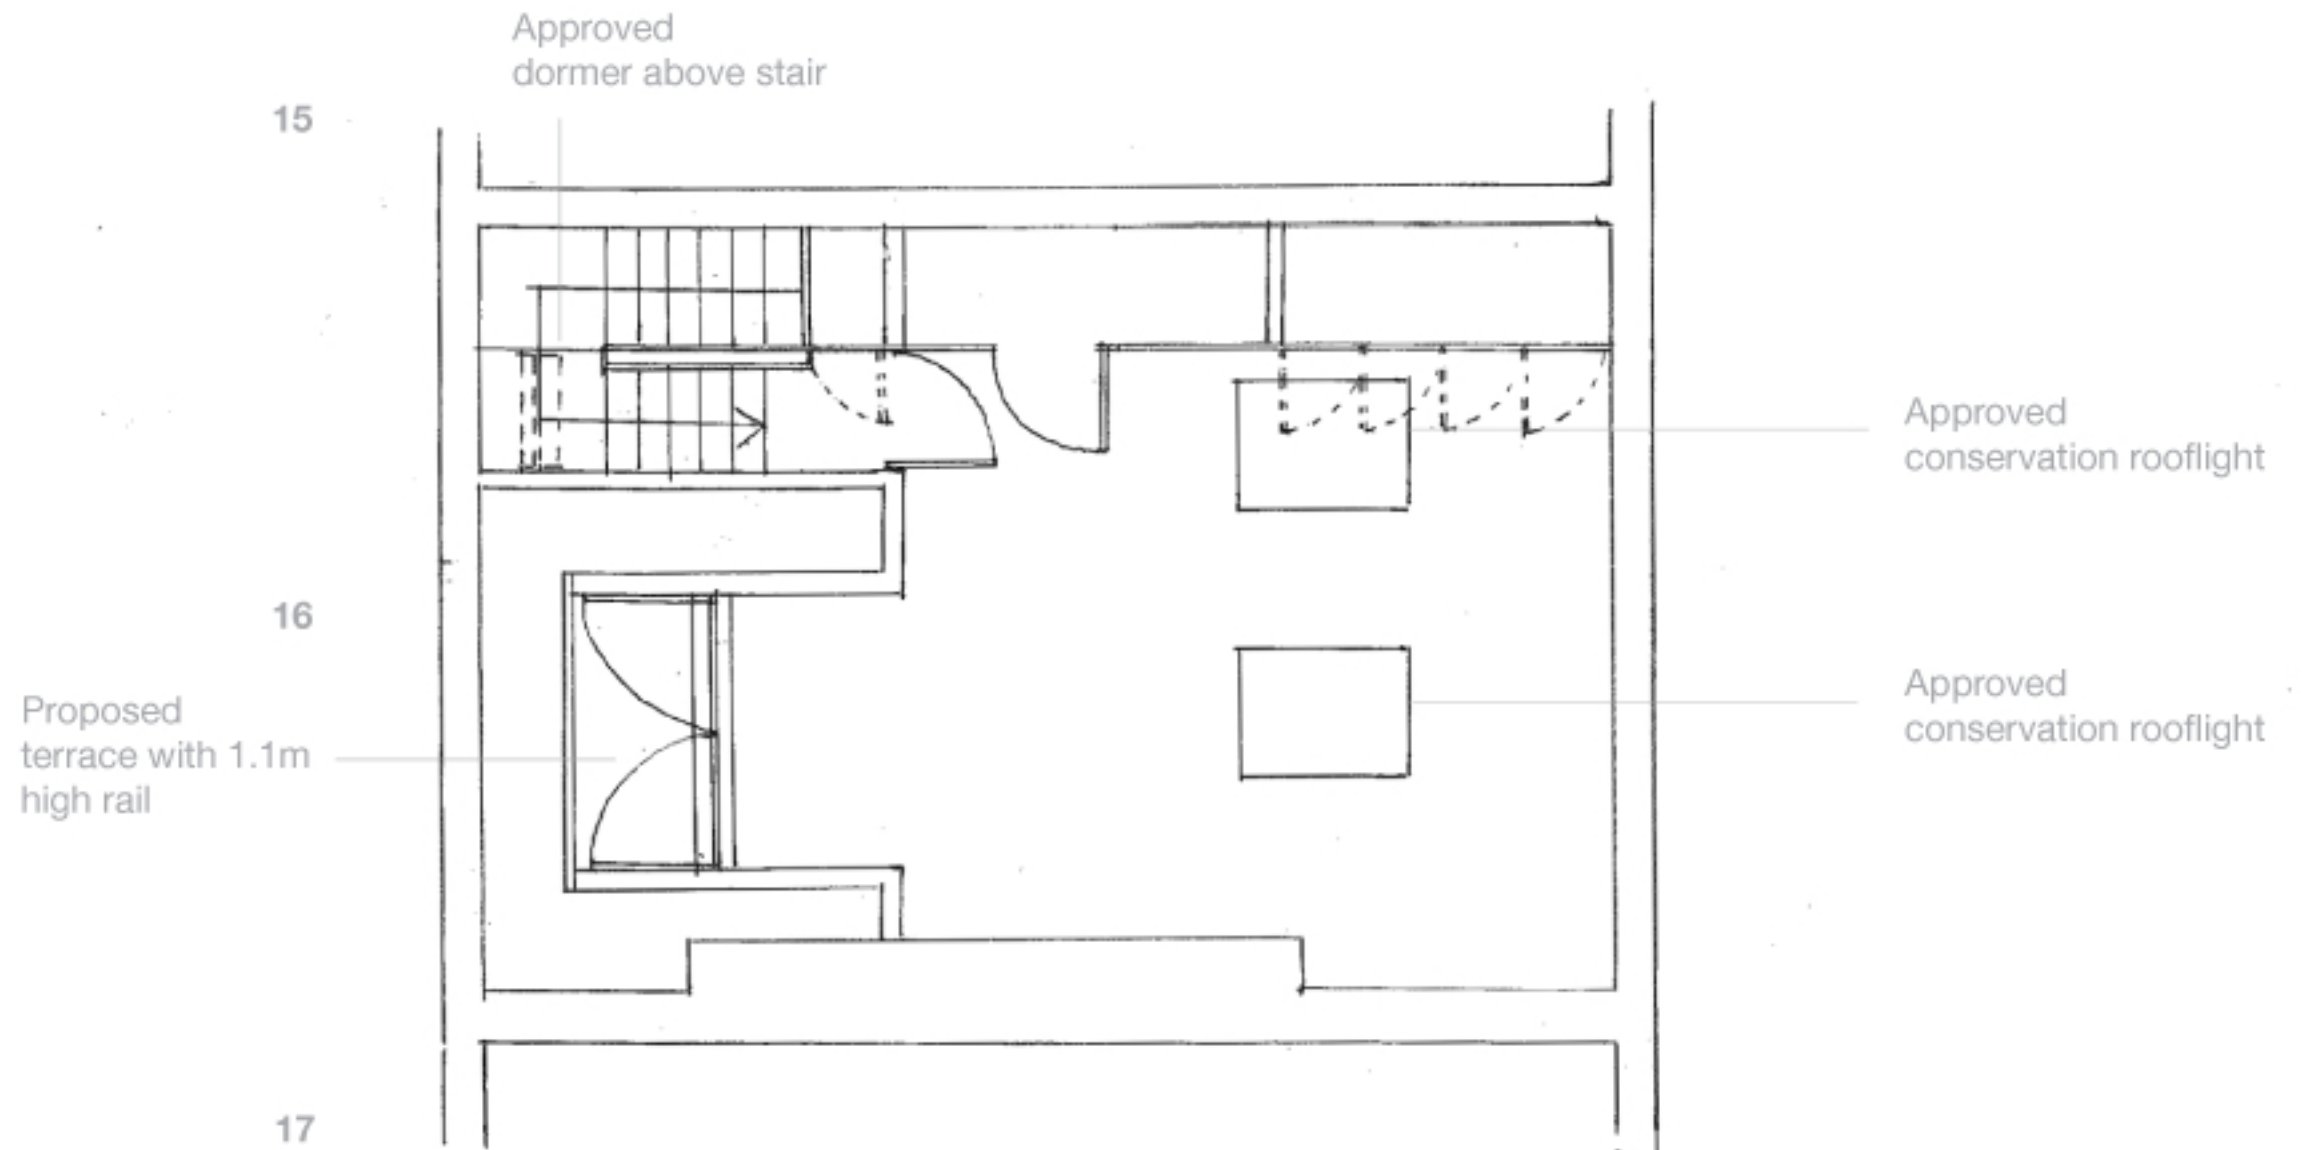 Approved
dormer above stair
15
Approved
conservation rooflight
16
Proposed
terrace with 1.1m
high rail
Approved
conservation rooflight
17